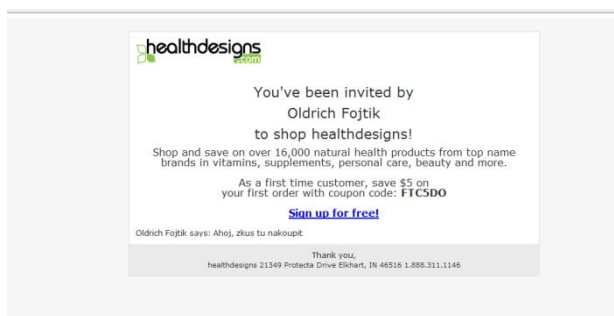 healthdesigns
.com
You've been invited by
Oldrich Fojtik
to shop healthdesigns!
Shop and save on over 16,000 natural health products from top name
brands in vitamins, supplements, personal care, beauty and more.
As a first time customer, save $5 on
your first order with coupon code: FTC5DO
Sign up for free!
Oldrich Fojtik says: Ahoj, zkus tu nakoupit
Thank you,
healthdesigns 21349 Protecta Drive Elkhart, IN 46516 1.888.311.1146